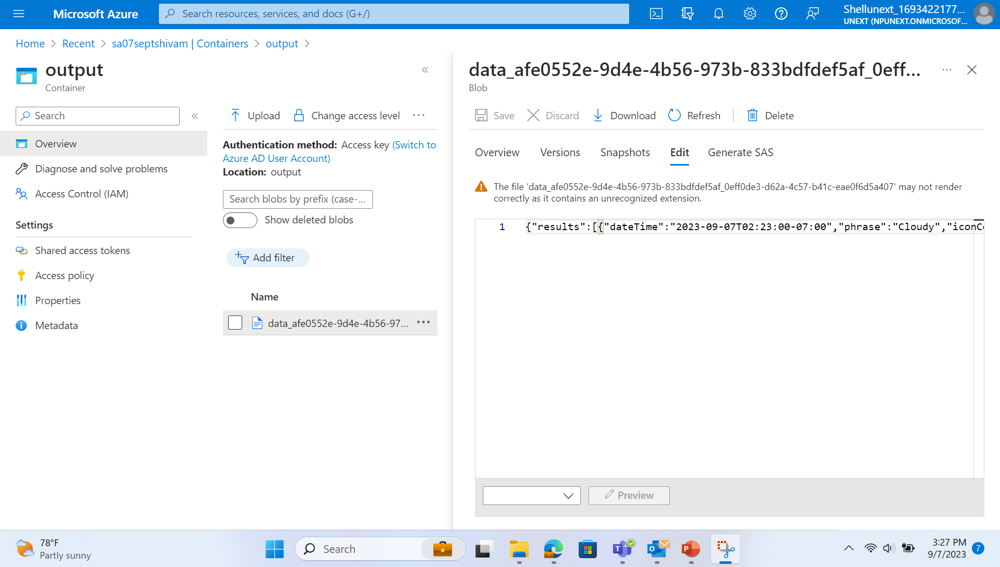 Microsoft Azure
Search resources, services, and docs (G+/)
Shellunext_1693422177...
UNEXT (NPUNEXT.ONMICROSOF...
Home > Recent > sa07septshivam | Containers > output >
output
Container
Search
Overview
Diagnose and solve problems
Access Control (IAM)
Settings
Shared access tokens
Access policy
Properties
Metadata
Upload
Change access level
Authentication method: Access key (Switch to
Azure AD User Account)
Location: output
Search blobs by prefix (case-...
Show deleted blobs
Add filter
Name
data_afe0552e-9d4e-4b56-97...
data_afe0552e-9d4e-4b56-973b-833bdfdef5af_0eff...
Blob
Save
Discard
Download
Refresh
Delete
Overview
Versions
Snapshots
Edit
Generate SAS
The file 'data_afe0552e-9d4e-4b56-973b-833bdfdef5af_0eff0de3-d62a-4c57-b41c-eae0f6d5a407' may not render
correctly as it contains an unrecognized extension.
1 {"results":[{"dateTime":"2023-09-07T02:23:00-07:00","phrase":"Cloudy","iconC
Preview
78°F
Partly sunny
Search
3:27 PM
9/7/2023
7